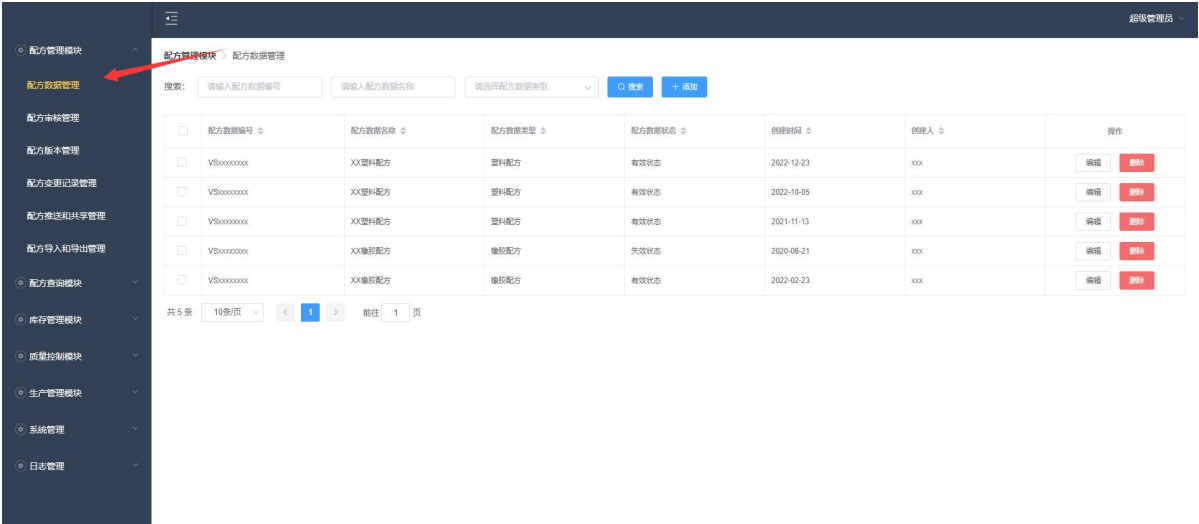 超级管理员
配方管理模块
配方数据管理
配方审核管理
配方版本管理
配方变更记录管理
配方推送和共享管理
配方导入和导出管理
配方查询模块
库存管理模块
质量控制模块
生产管理模块
系统管理
日志管理
配方管理模块 > 配方数据管理
搜索: 请输入配方数据编号 请输入配方数据名称 请选择配方数据类型 搜索 + 添加
配方数据编号 配方数据名称 配方数据类型 配方数据状态 创建时间 创建人 操作
VSxxxxxxxx XX塑料配方 塑料配方 有效状态 2022-12-23 xxx 编辑 删除
VSxxxxxxxx XX塑料配方 塑料配方 有效状态 2022-10-05 xxx 编辑 删除
VSxxxxxxxx XX塑料配方 塑料配方 有效状态 2021-11-13 xxx 编辑 删除
VSxxxxxxxx XX橡胶配方 橡胶配方 失效状态 2020-08-21 xxx 编辑 删除
VSxxxxxxxx XX橡胶配方 橡胶配方 有效状态 2022-02-23 xxx 编辑 删除
共 5 条 10条/页 < 1 > 前往 1 页